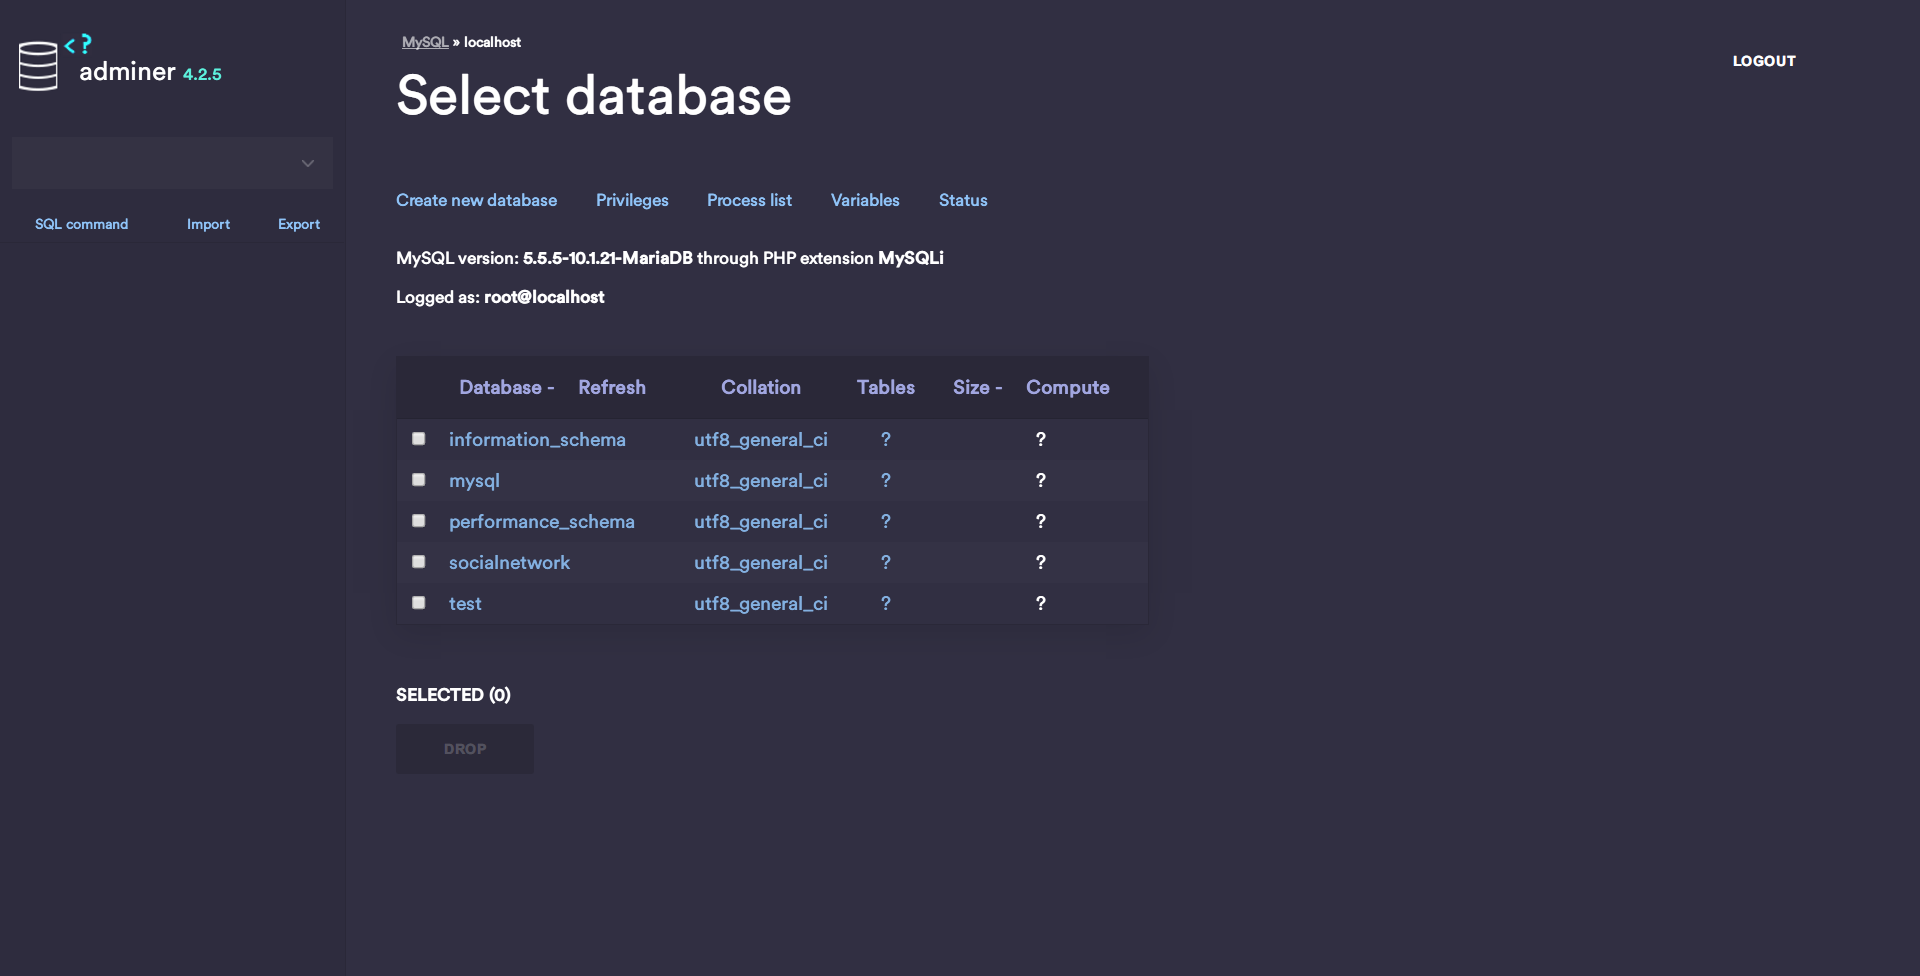 <?
adminer 4.2.5
SQL command Import Export
MySQL » localhost
LOGOUT
Select database
Create new database Privileges Process list Variables Status
MySQL version: 5.5.5-10.1.21-MariaDB through PHP extension MySQLi
Logged as: root@localhost
Database - Refresh Collation Tables Size - Compute
information_schema utf8_general_ci ? ?
mysql utf8_general_ci ? ?
performance_schema utf8_general_ci ? ?
socialnetwork utf8_general_ci ? ?
test utf8_general_ci ? ?
SELECTED (0)
DROP